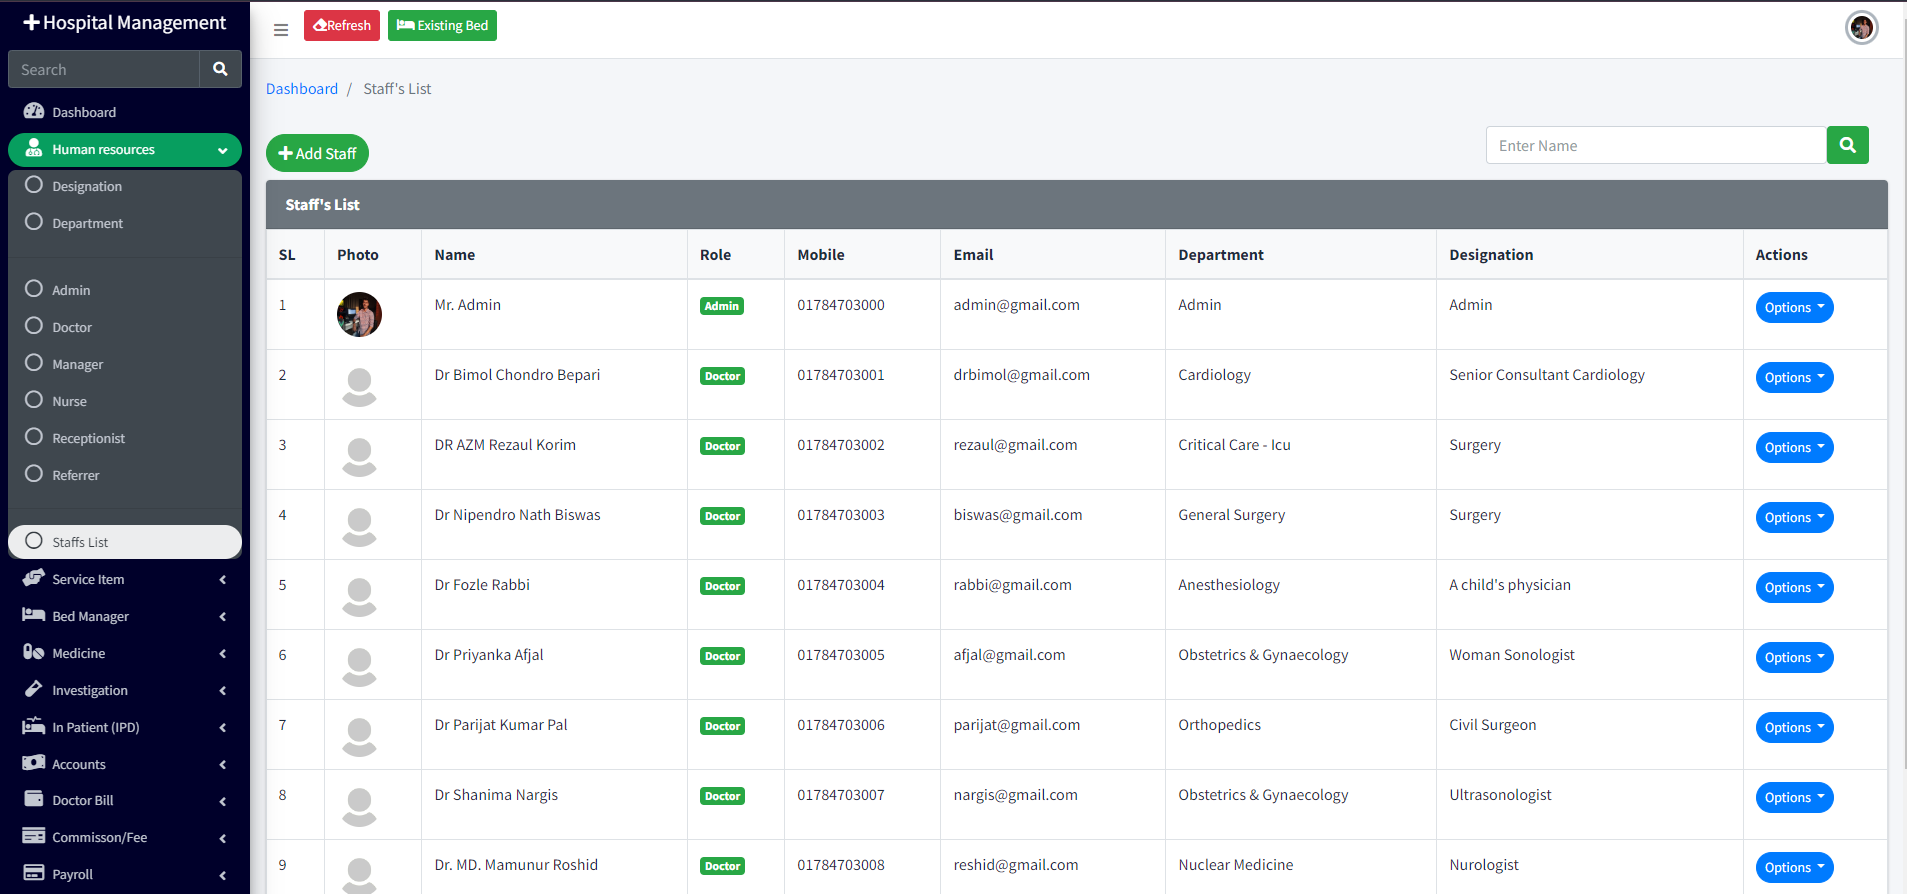 Hospital Management
Search
Dashboard
Human resources
Designation
Department
Admin
Doctor
Manager
Nurse
Receptionist
Referrer
Staffs List
Service Item
Bed Manager
Medicine
Investigation
In Patient (IPD)
Accounts
Doctor Bill
Commisson/Fee
Payroll
Refresh Existing Bed
Dashboard / Staff's List
Add Staff
Enter Name
Staff's List
SL Photo Name Role Mobile Email Department Designation Actions
1 Mr. Admin Admin 01784703000 admin@gmail.com Admin Admin Options
2 Dr Bimol Chondro Bepari Doctor 01784703001 drbimol@gmail.com Cardiology Senior Consultant Cardiology Options
3 DR AZM Rezaul Korim Doctor 01784703002 rezaul@gmail.com Critical Care - Icu Surgery Options
4 Dr Nipendro Nath Biswas Doctor 01784703003 biswas@gmail.com General Surgery Surgery Options
5 Dr Fozle Rabbi Doctor 01784703004 rabbi@gmail.com Anesthesiology A child's physician Options
6 Dr Priyanka Afjal Doctor 01784703005 afjal@gmail.com Obstetrics & Gynaecology Woman Sonologist Options
7 Dr Parijat Kumar Pal Doctor 01784703006 parijat@gmail.com Orthopedics Civil Surgeon Options
8 Dr Shanima Nargis Doctor 01784703007 nargis@gmail.com Obstetrics & Gynaecology Ultrasonologist Options
9 Dr. MD. Mamunur Roshid Doctor 01784703008 reshid@gmail.com Nuclear Medicine Nurologist Options